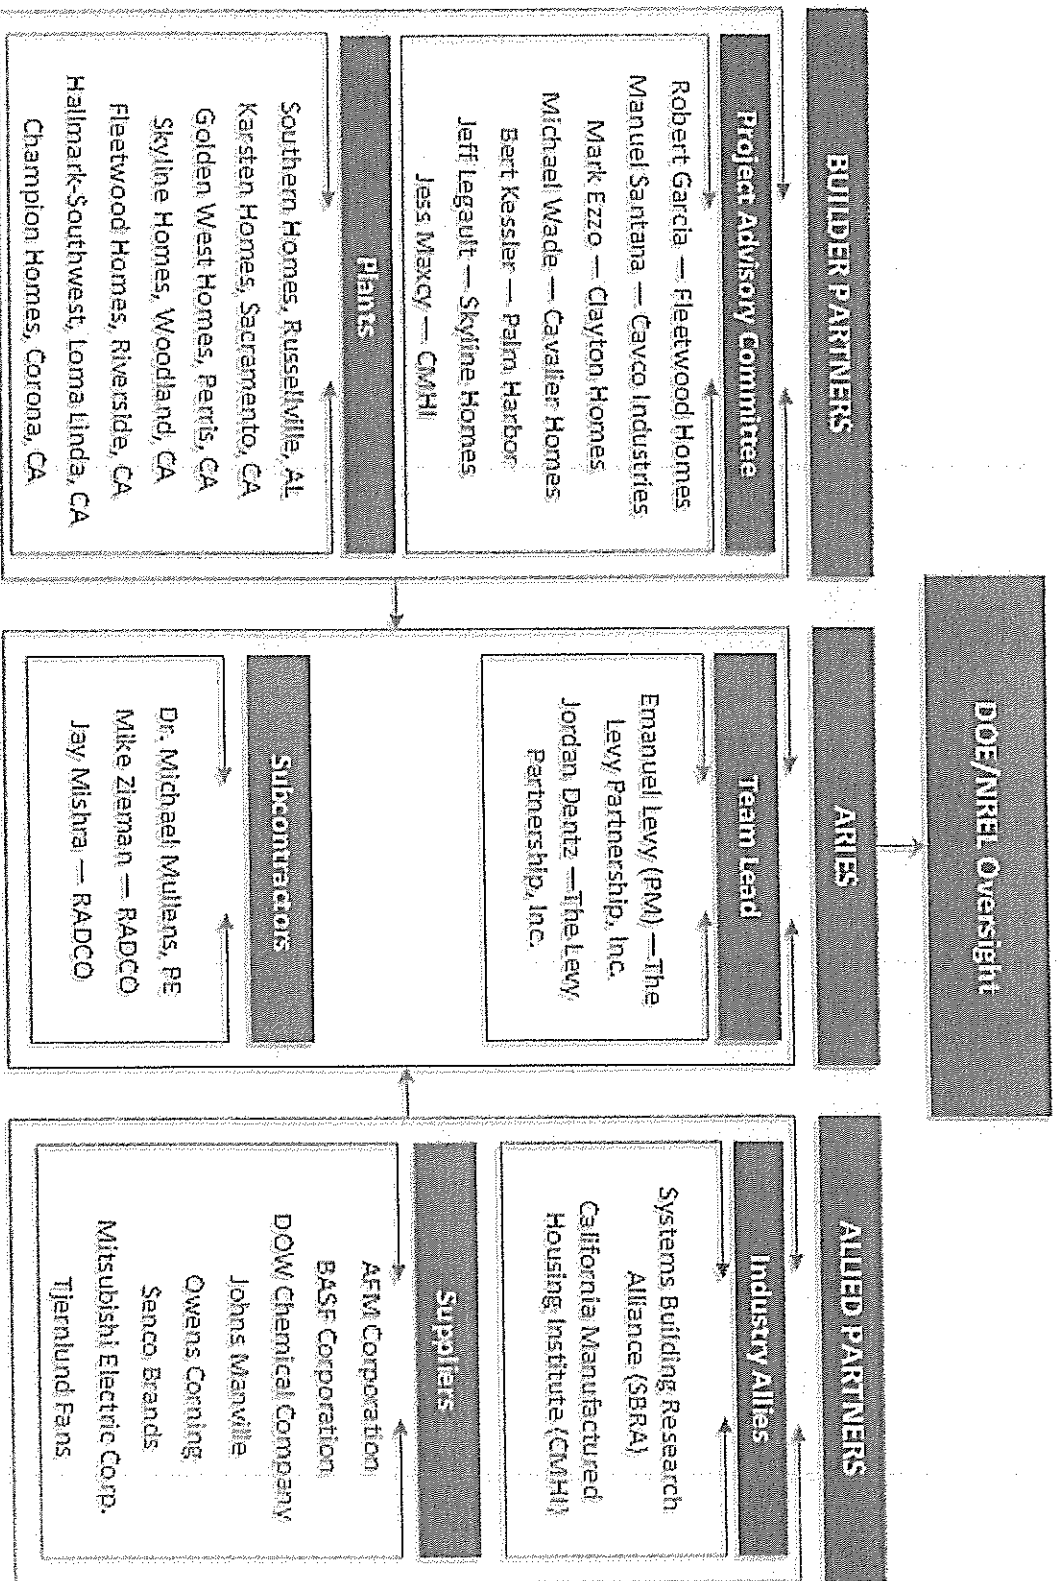 DOE/NREL Oversight
BUILDER PARTNERS
Project Advisory Committee
Robert Garcia — Fleetwood Homes
Manuel Santana — Cavco Industries
Mark Ezzo — Clayton Homes
Michael Wade — Cavalier Homes
Bert Kessler — Palm Harbor
Jeff Legault — Skyline Homes
Jess Maxcy — CMHI
Plants
Southern Homes, Russellville, AL
Karsten Homes, Sacramento, CA
Golden West Homes, Perris, CA
Skyline Homes, Woodland, CA
Fleetwood Homes, Riverside, CA
Hallmark-Southwest, Loma Linda, CA
Champion Homes, Corona, CA
ARIES
Team Lead
Emanuel Levy (PM) —The
Levy Partnership, Inc.
Jordan Dentz —The Levy
Partnership, Inc.
Subcontractors
Dr. Michael Mullens, PE
Mike Zieman — RADCO
Jay Mishra — RADCO
ALLIED PARTNERS
Industry Allies
Systems Building Research
Alliance (SBRA)
California Manufactured
Housing Institute (CMHI)
Suppliers
AFM Corporation
BASF Corporation
DOW Chemical Company
Johns Manville
Owens Corning
Senco Brands
Mitsubishi Electric Corp.
Tjernlund Fans